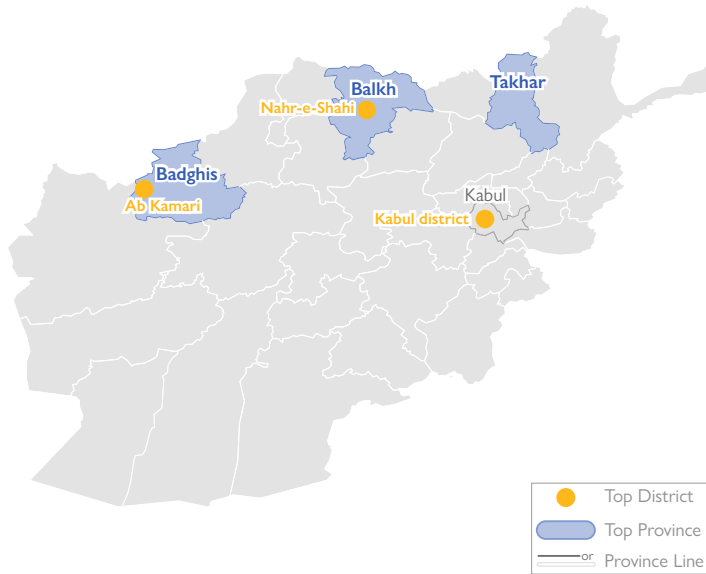 Balkh
Takhar
Nahr-e-Shahi
Badghis
Kabul
Ab Kamari
Kabul district
Top District
Top Province
or
Province Line